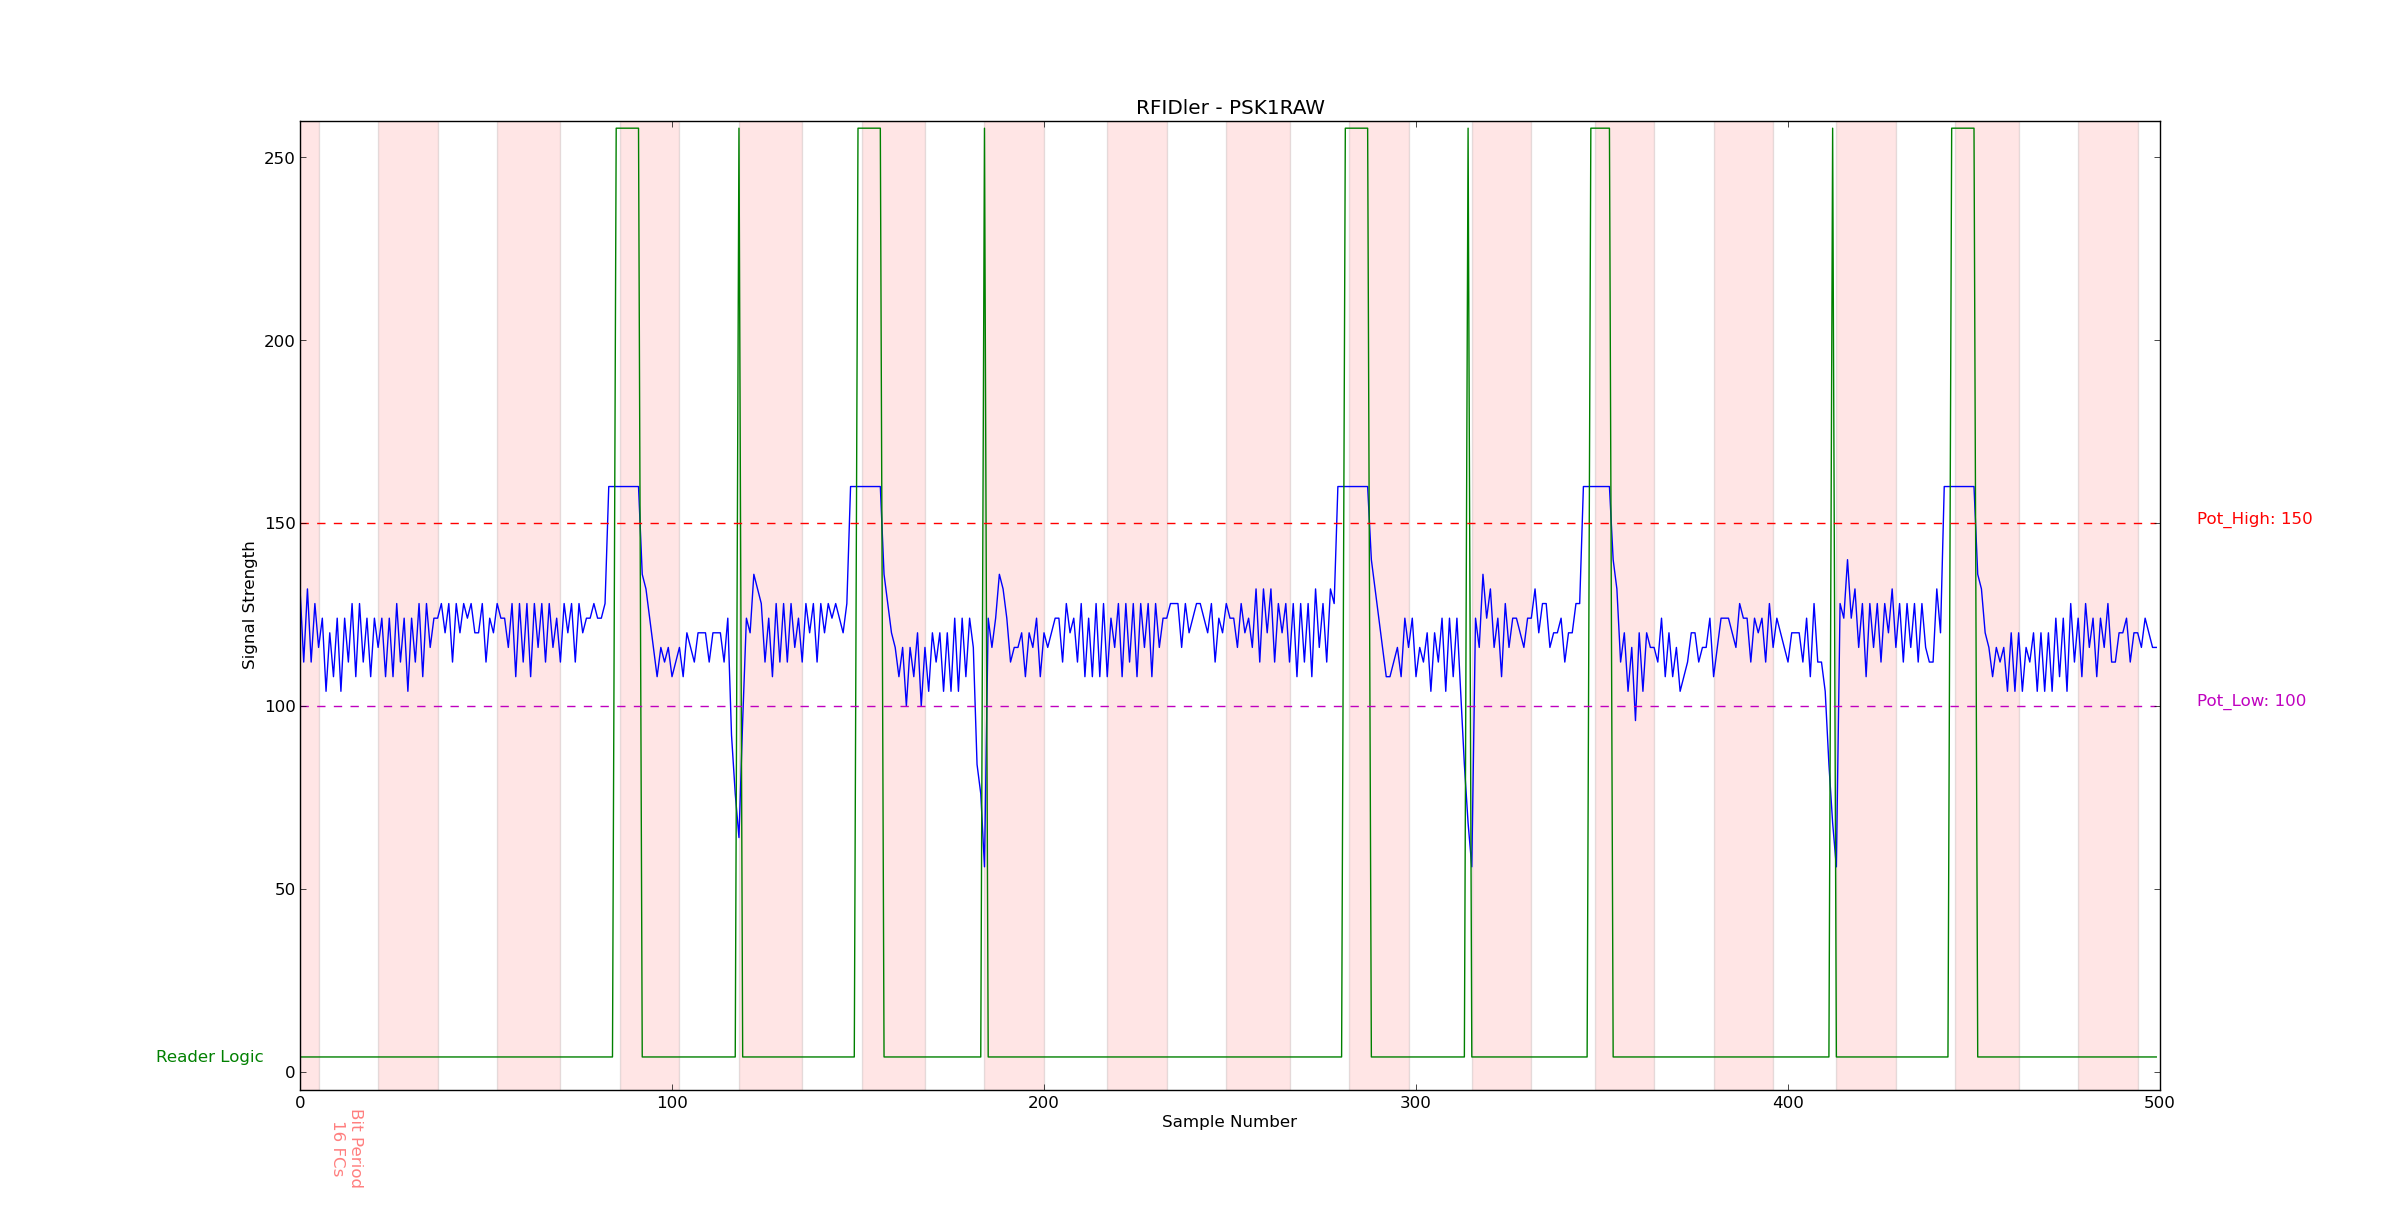 RFIDler - PSK1RAW
250
200
150
100
50
0
Signal Strength
Pot_High: 150
Pot_Low: 100
Reader Logic
0
100
200
300
400
500
Sample Number
Bit Period
16 FCs